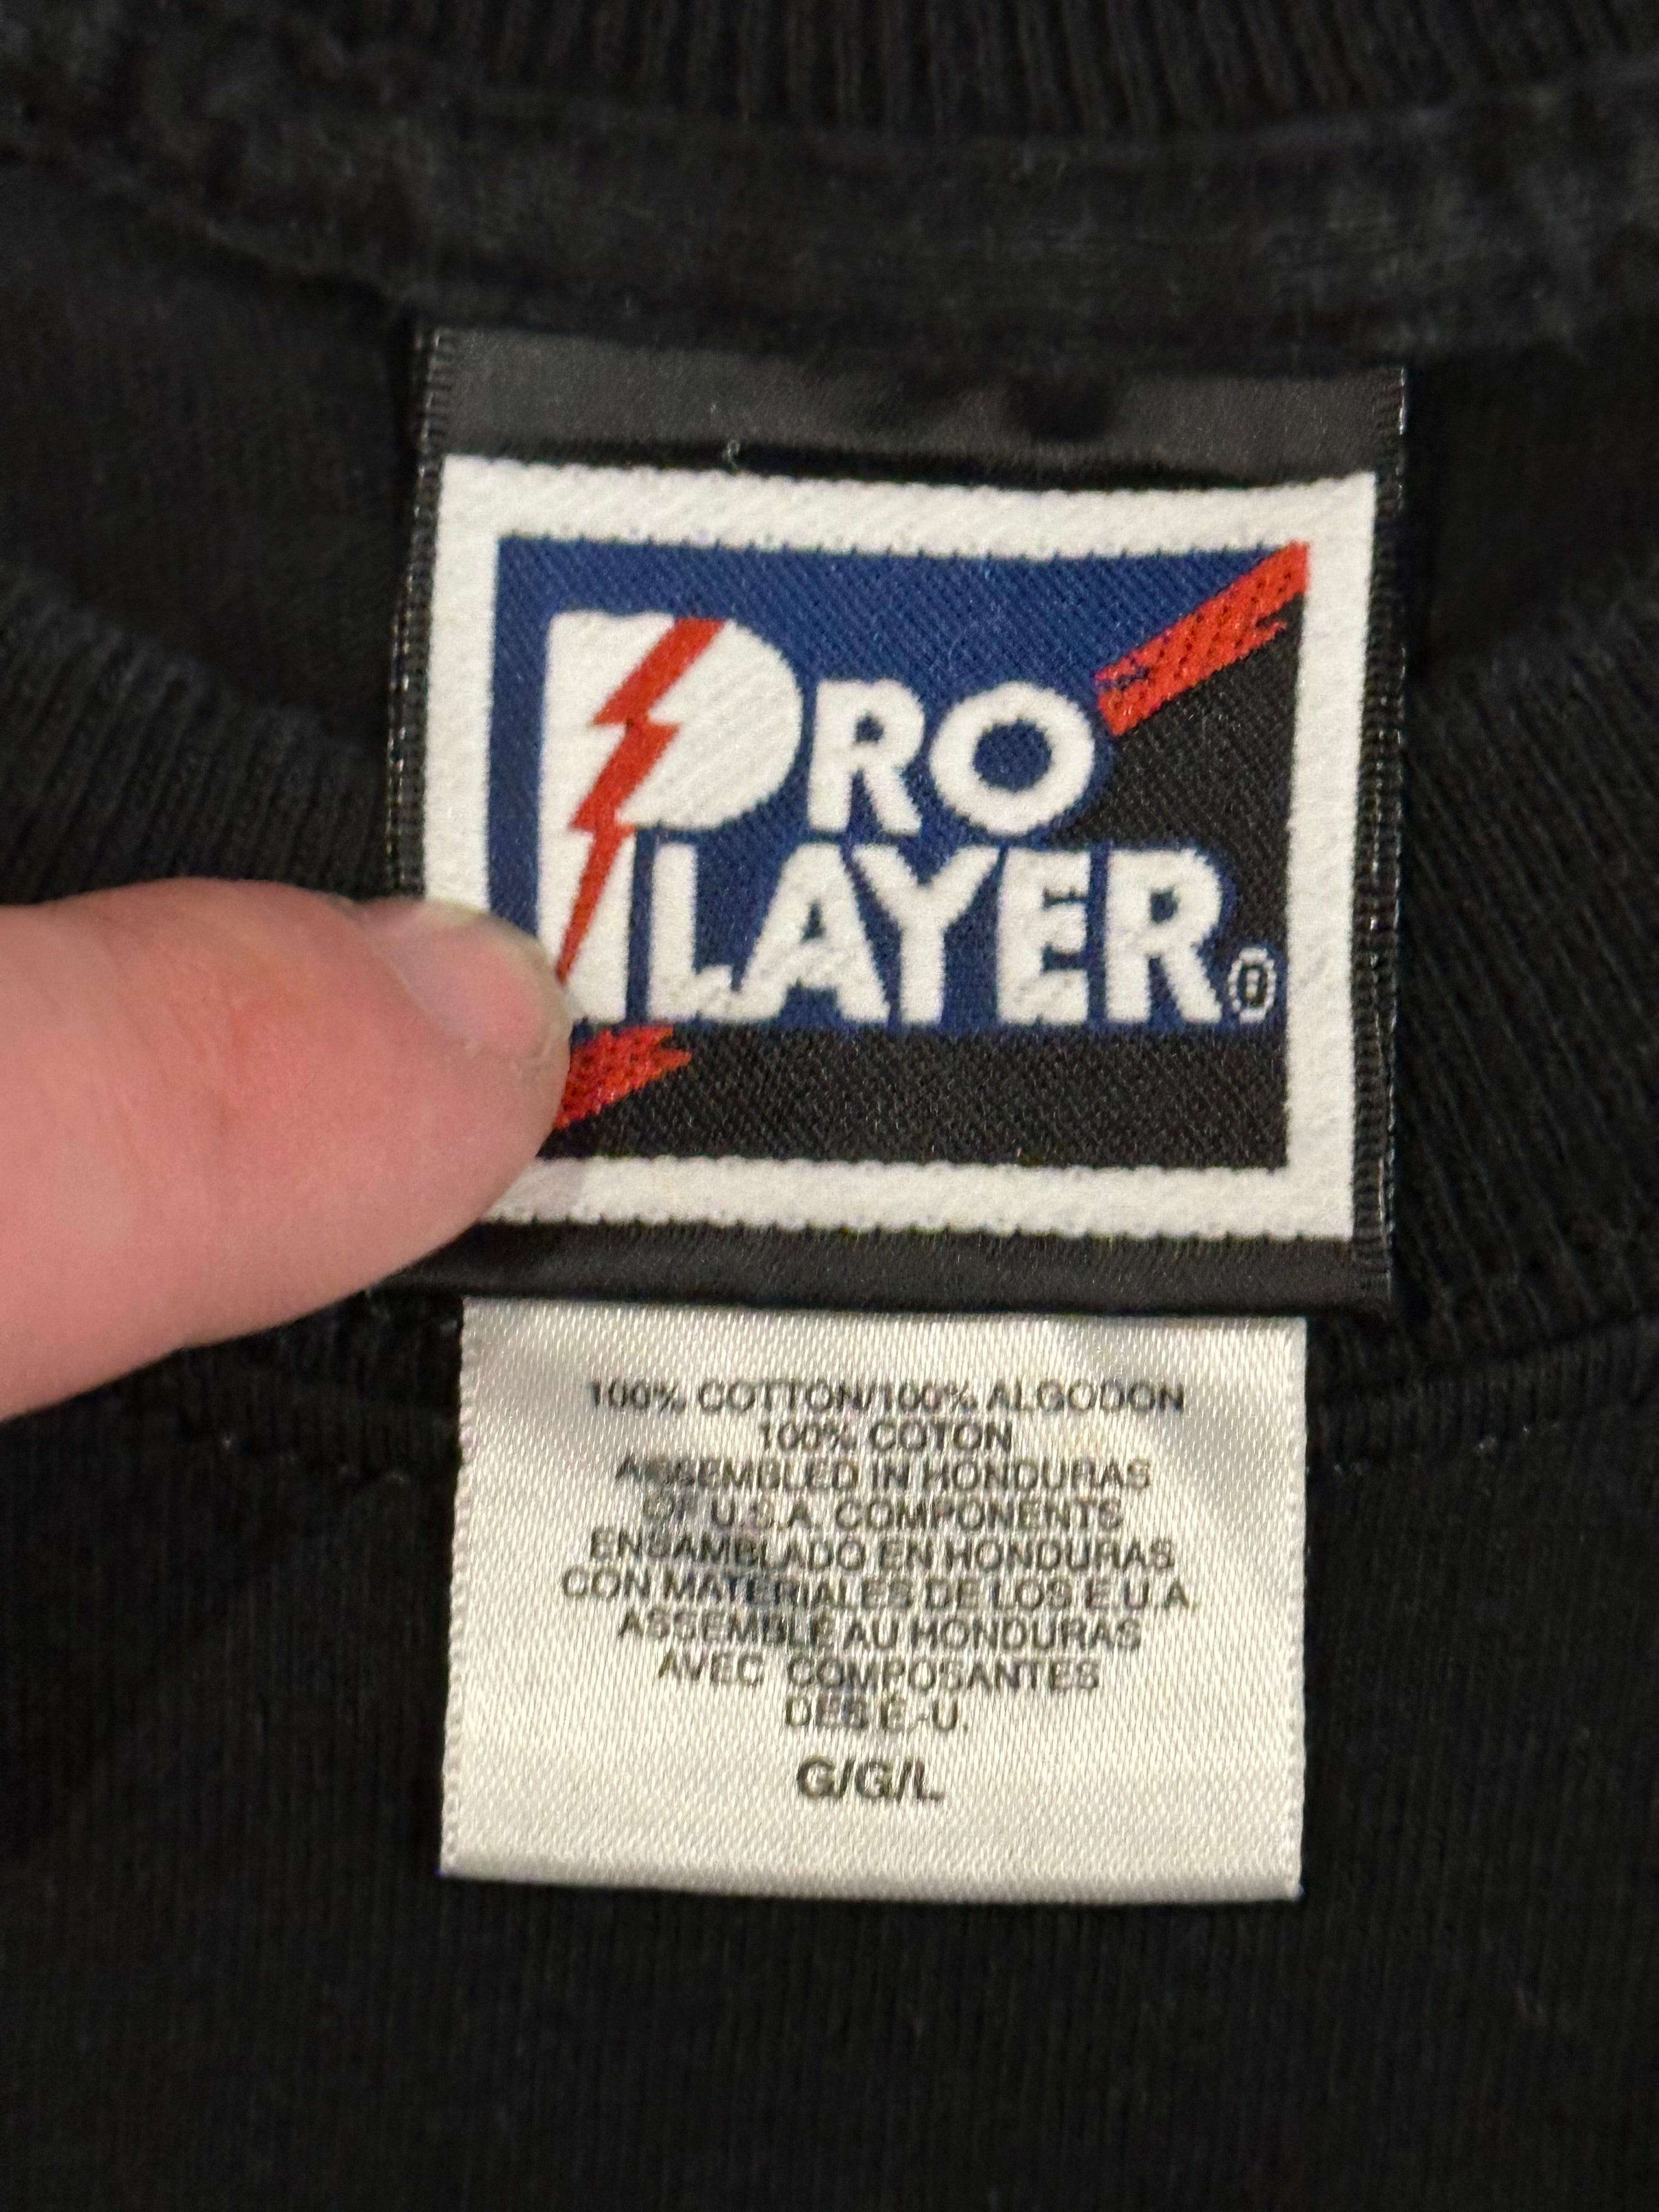 PRO
PLAYER®
100% COTTON/100% ALGODON
100% COTON
ASSEMBLED IN HONDURAS
OF U.S.A. COMPONENTS
ENSAMBLADO EN HONDURAS
CON MATERIALES DE LOS E.U.A.
ASSEMBLÉ AU HONDURAS
AVEC COMPOSANTES
DES É.-U.
G/G/L